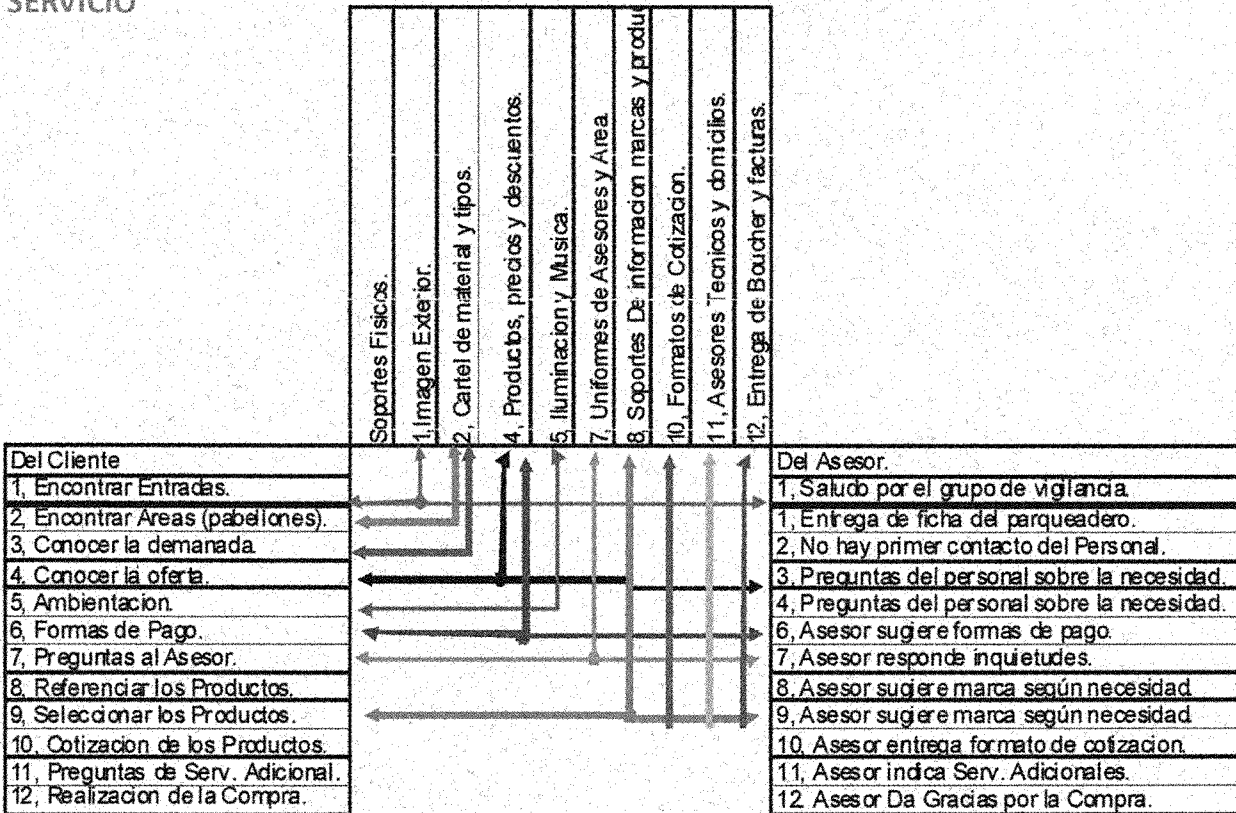 SERVICIO
Soportes Fisicos.
1,Imagen Exterior.
2, Cartel de material y tipos.
4, Productos, precios y descuentos.
5, Iluminacion y Musica.
7, Uniformes de Asesores y Area.
8, Soportes De informacion marcas y produ
10, Formatos de Cotizacion.
11, Asesores Tecnicos y domicilios.
12, Entrega de Boucher y facturas.
Del Cliente
1, Encontrar Entradas.
2, Encontrar Areas (pabellones).
3, Conocer la demanada
4. Conocer la oferta.
5, Ambientacion.
6, Formas de Pago.
7, Preguntas al Asesor.
8, Referenciar los Productos.
9, Seleccionar los Productos.
10, Cotizacion de los Productos.
11, Preguntas de Serv. Adicional.
12, Realizacion de la Compra.
Del Asesor.
1, Saludo por el grupo de vigilancia.
1, Entrega de ficha del parqueadero.
2, No hay primer contacto del Personal.
3, Preguntas del personal sobre la necesidad.
4, Preguntas del personal sobre la necesidad.
6, Asesor sugiere formas de pago.
7, Asesor responde inquietudes.
8, Asesor sugiere marca según necesidad
9, Asesor sugiere marca según necesidad
10, Asesor entrega formato de cotizacion.
11, Asesor indica Serv. Adicionales.
12 Asesor Da Gracias por la Compra.